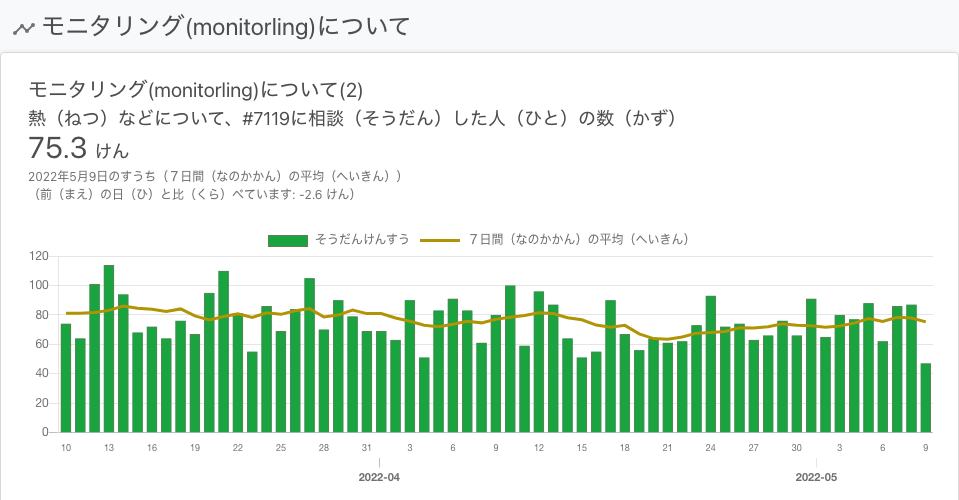 モニタリング(monitorling)について
モニタリング(monitorling)について(2)
熱（ねつ）などについて、#7119に相談（そうだん）した人（ひと）の数（かず）
75.3 けん
2022年5月9日のすうち（７日間（なのかかん）の平均（へいきん））
（前（まえ）の日（ひ）と比（くら）べています: -2.6 けん）
そうだんけんすう ７日間（なのかかん）の平均（へいきん）
120
100
80
60
40
20
0
10 13 16 19 22 25 28 31 3 6 9 12 15 18 21 24 27 30 3 6 9
2022-04 2022-05